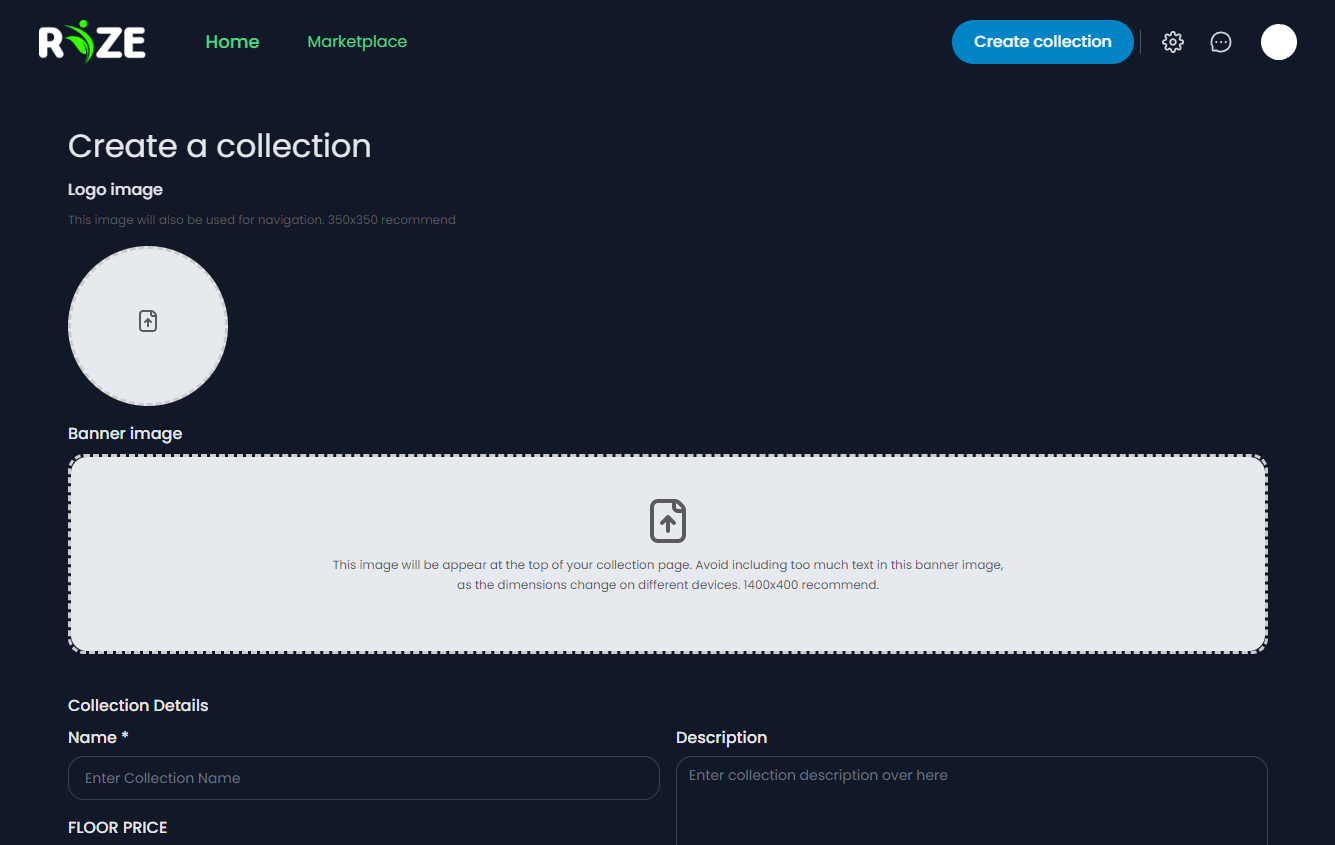 RIZE
Home
Marketplace
Create collection
Create a collection
Logo image
This image will also be used for navigation. 350x350 recommend
Banner image
This image will be appear at the top of your collection page. Avoid including too much text in this banner image,
as the dimensions change on different devices. 1400x400 recommend.
Collection Details
Name *
Description
Enter Collection Name
Enter collection description over here
FLOOR PRICE